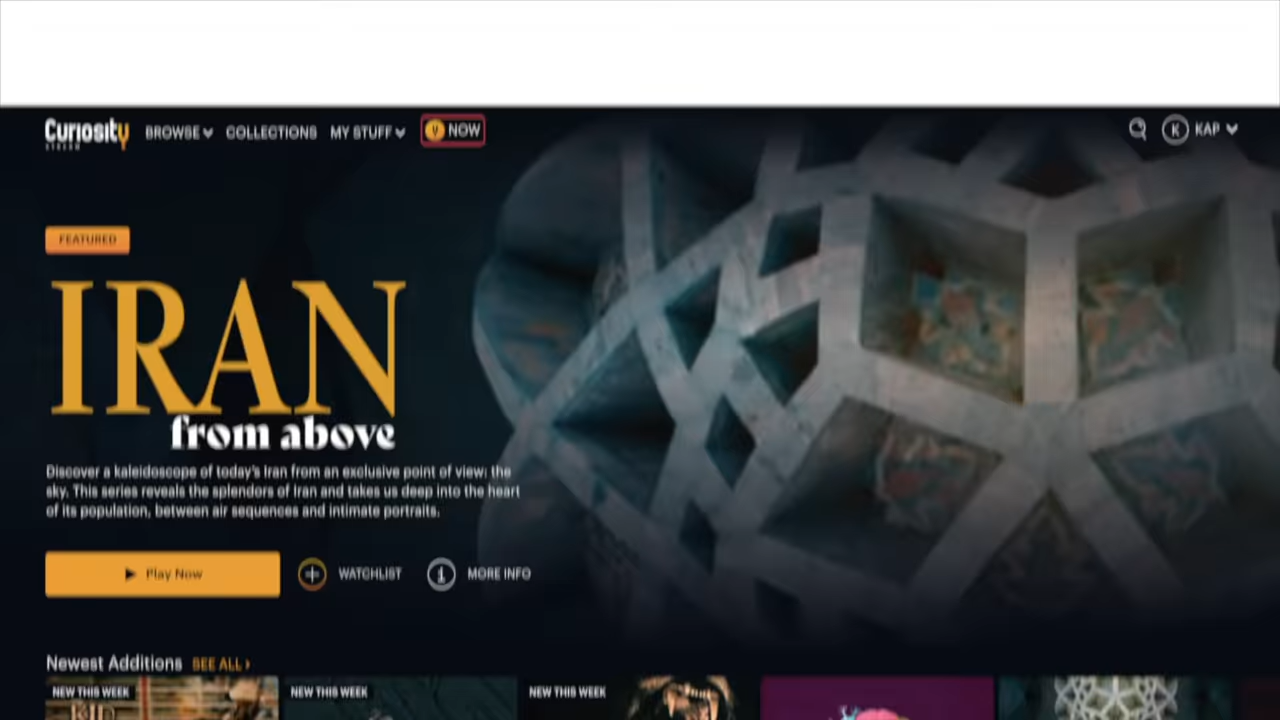 Curiosity
STREAM
BROWSE
COLLECTIONS
MY STUFF
NOW
K
KAP
FEATURED
IRAN
from above
Discover a kaleidoscope of today's Iran from an exclusive point of view: the
sky. This series reveals the splendors of Iran and takes us deep into the heart
of its population, between air sequences and intimate portraits.
Play Now
WATCHLIST
MORE INFO
Newest Additions SEE ALL
NEW THIS WEEK
NEW THIS WEEK
NEW THIS WEEK